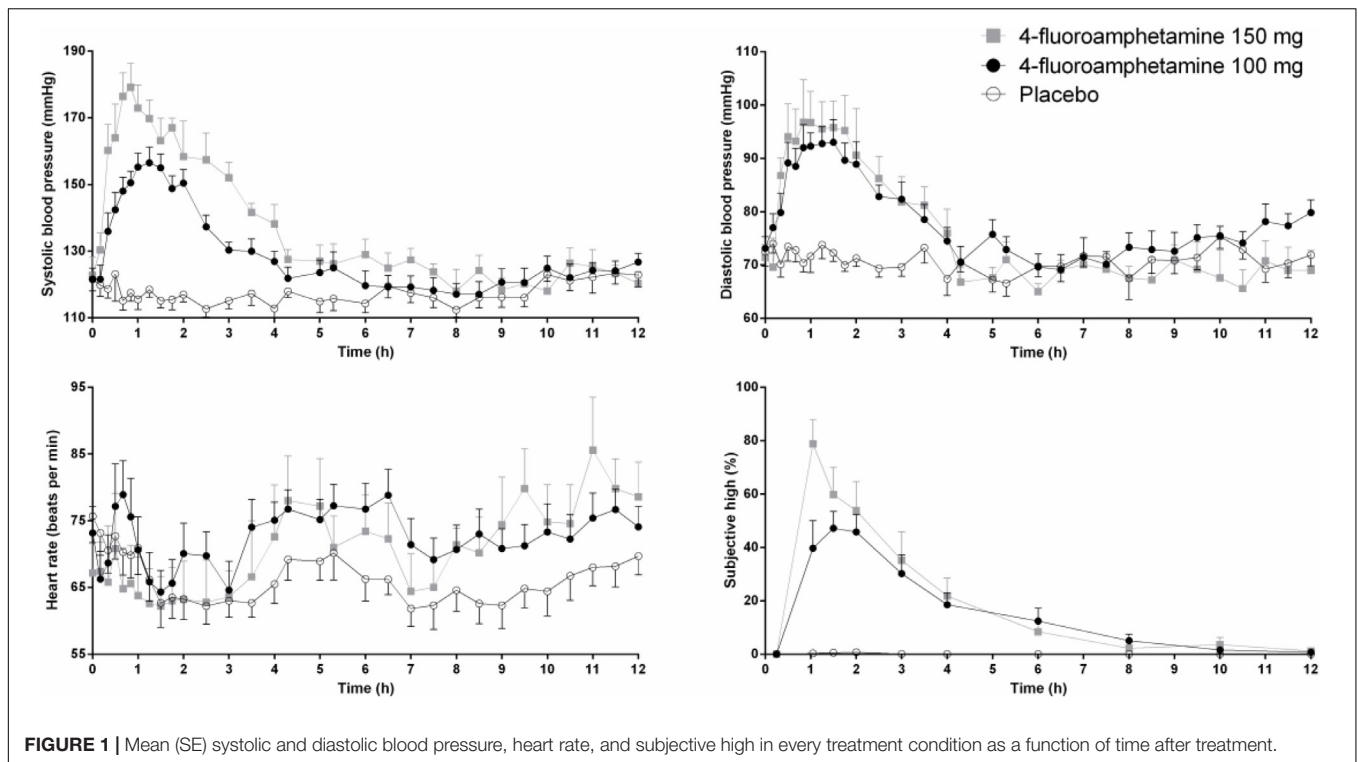 4-fluoroamphetamine 150 mg
4-fluoroamphetamine 100 mg
Placebo
Systolic blood pressure (mmHg)
190
170
150
130
110
0 1 2 3 4 5 6 7 8 9 10 11 12
Time (h)
Diastolic blood pressure (mmHg)
110
100
90
80
70
60
0 1 2 3 4 5 6 7 8 9 10 11 12
Time (h)
Heart rate (beats per min)
95
85
75
65
55
0 1 2 3 4 5 6 7 8 9 10 11 12
Time (h)
Subjective high (%)
100
80
60
40
20
0
0 1 2 3 4 5 6 7 8 9 10 11 12
Time (h)
FIGURE 1 | Mean (SE) systolic and diastolic blood pressure, heart rate, and subjective high in every treatment condition as a function of time after treatment.